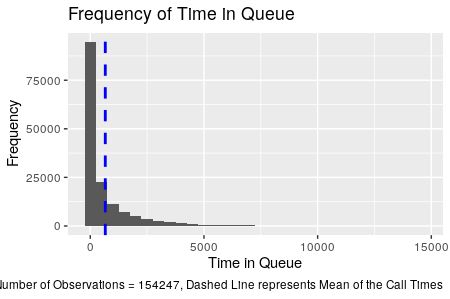 Frequency of Time in Queue
Frequency
75000
50000
25000
0
0 5000 10000 15000
Time in Queue
Number of Observations = 154247, Dashed Line represents Mean of the Call Times